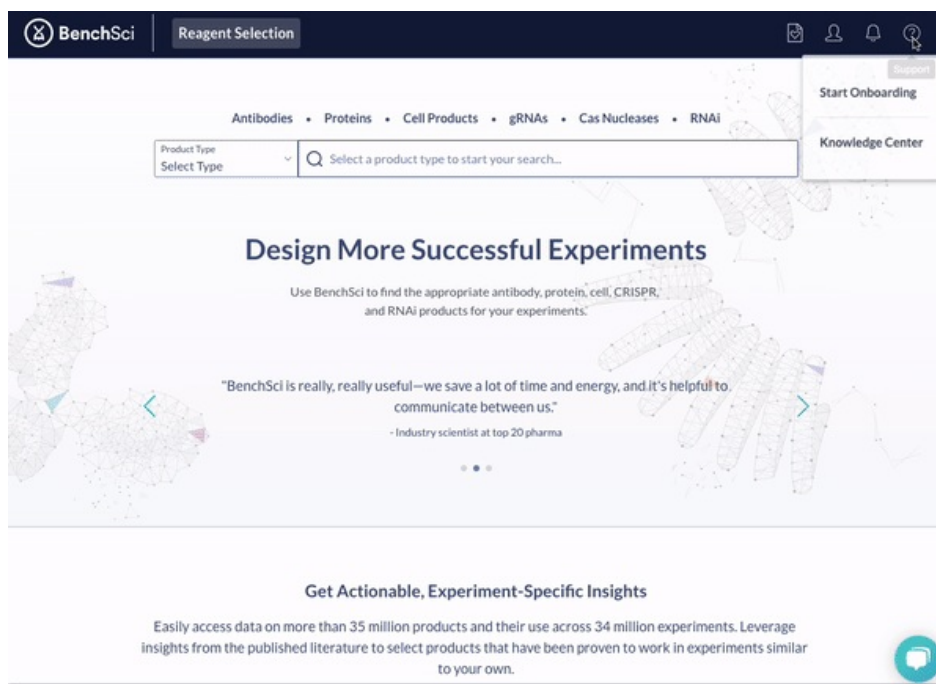 BenchSci
Reagent Selection
Support
Start Onboarding
Knowledge Center
Antibodies • Proteins • Cell Products • gRNAs • Cas Nucleases • RNAi
Product Type
Select Type
Select a product type to start your search...
Design More Successful Experiments
Use BenchSci to find the appropriate antibody, protein, cell, CRISPR,
and RNAi products for your experiments.
"BenchSci is really, really useful—we save a lot of time and energy, and it's helpful to
communicate between us."
- Industry scientist at top 20 pharma
Get Actionable, Experiment-Specific Insights
Easily access data on more than 35 million products and their use across 34 million experiments. Leverage
insights from the published literature to select products that have been proven to work in experiments similar
to your own.